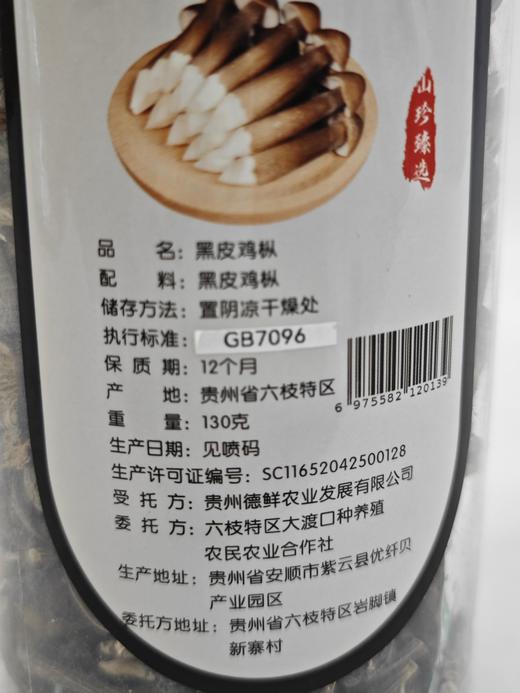 山珍臻选
品 名：黑皮鸡枞
配 料：黑皮鸡枞
储存方法：置阴凉干燥处
执行标准：GB7096
保 质 期：12个月
产 地：贵州省六枝特区
重 量：130克
6 975582 120139
生产日期：见喷码
生产许可证编号：SC11652042500128
受 托 方：贵州德鲜农业发展有限公司
委 托 方：六枝特区大渡口种养殖
农民农业合作社
生产地址：贵州省安顺市紫云县优纤贝
产业园区
委托方地址：贵州省六枝特区岩脚镇
新寨村